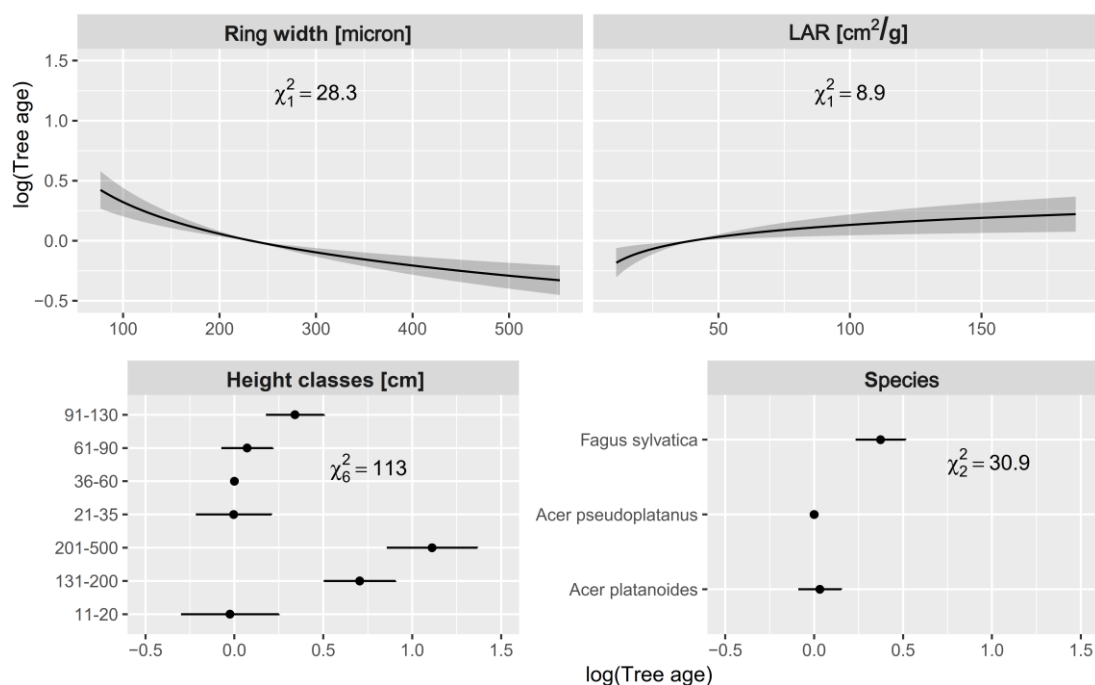 Ring width [micron]
LAR [cm²/g]
log(Tree age)
1.5
1.0
0.5
0.0
−0.5
χ²₁ = 28.3
χ²₁ = 8.9
100 200 300 400 500
50 100 150
Height classes [cm]
91-130
61-90
36-60
21-35
201-500
131-200
11-20
χ²₆ = 113
−0.5 0.0 0.5 1.0 1.5
Species
Fagus sylvatica
Acer pseudoplatanus
Acer platanoides
χ²₂ = 30.9
−0.5 0.0 0.5 1.0 1.5
log(Tree age)